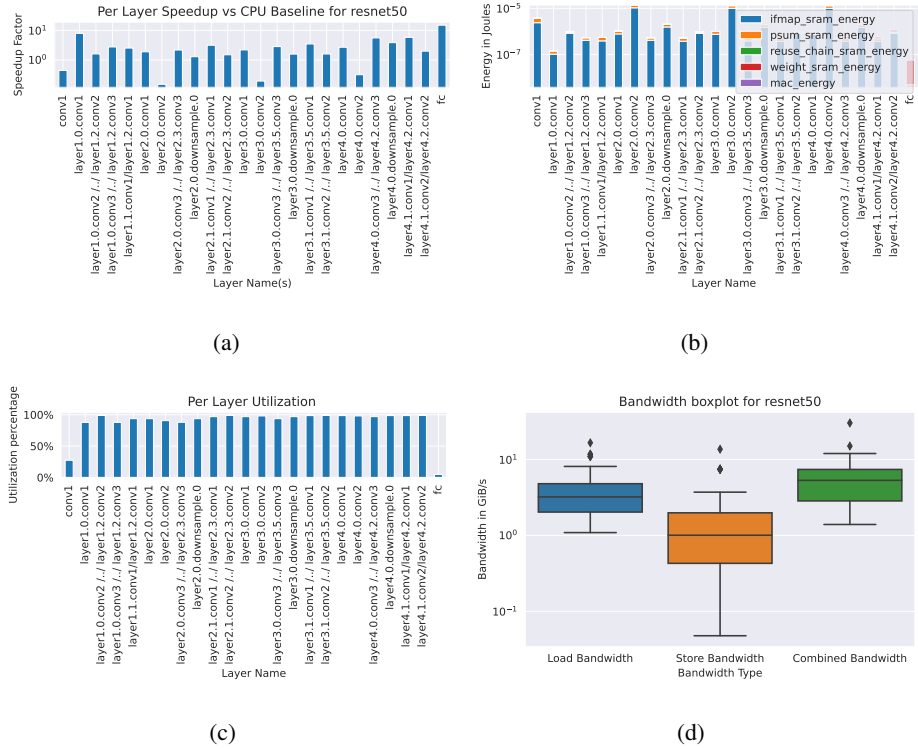 Per Layer Speedup vs CPU Baseline for resnet50
Speedup Factor
10¹
10⁰
conv1
layer1.0.conv1
layer1.0.conv2 /../ layer1.2.conv2
layer1.0.conv3 /../ layer1.2.conv3
layer1.1.conv1/layer1.2.conv1
layer2.0.conv1
layer2.0.conv2
layer2.0.conv3 /../ layer2.3.conv3
layer2.0.downsample.0
layer2.1.conv1 /../ layer2.3.conv1
layer2.1.conv2 /../ layer2.3.conv2
layer3.0.conv1
layer3.0.conv2
layer3.0.conv3 /../ layer3.5.conv3
layer3.0.downsample.0
layer3.1.conv1 /../ layer3.5.conv1
layer3.1.conv2 /../ layer3.5.conv2
layer4.0.conv1
layer4.0.conv2
layer4.0.conv3 /../ layer4.2.conv3
layer4.0.downsample.0
layer4.1.conv1/layer4.2.conv1
layer4.1.conv2/layer4.2.conv2
fc
Layer Name(s)
(a)
Energy in Joules
10⁻⁵
10⁻⁷
ifmap_sram_energy
psum_sram_energy
reuse_chain_sram_energy
weight_sram_energy
mac_energy
conv1
layer1.0.conv1
layer1.0.conv2 /../ layer1.2.conv2
layer1.0.conv3 /../ layer1.2.conv3
layer1.1.conv1/layer1.2.conv1
layer2.0.conv1
layer2.0.conv2
layer2.0.conv3 /../ layer2.3.conv3
layer2.0.downsample.0
layer2.1.conv1 /../ layer2.3.conv1
layer2.1.conv2 /../ layer2.3.conv2
layer3.0.conv1
layer3.0.conv2
layer3.0.conv3 /../ layer3.5.conv3
layer3.0.downsample.0
layer3.1.conv1 /../ layer3.5.conv1
layer3.1.conv2 /../ layer3.5.conv2
layer4.0.conv1
layer4.0.conv2
layer4.0.conv3 /../ layer4.2.conv3
layer4.0.downsample.0
layer4.1.conv1/layer4.2.conv1
layer4.1.conv2/layer4.2.conv2
fc
Layer Name
(b)
Per Layer Utilization
Utilization percentage
100%
50%
0%
conv1
layer1.0.conv1
layer1.0.conv2 /../ layer1.2.conv2
layer1.0.conv3 /../ layer1.2.conv3
layer1.1.conv1/layer1.2.conv1
layer2.0.conv1
layer2.0.conv2
layer2.0.conv3 /../ layer2.3.conv3
layer2.0.downsample.0
layer2.1.conv1 /../ layer2.3.conv1
layer2.1.conv2 /../ layer2.3.conv2
layer3.0.conv1
layer3.0.conv2
layer3.0.conv3 /../ layer3.5.conv3
layer3.0.downsample.0
layer3.1.conv1 /../ layer3.5.conv1
layer3.1.conv2 /../ layer3.5.conv2
layer4.0.conv1
layer4.0.conv2
layer4.0.conv3 /../ layer4.2.conv3
layer4.0.downsample.0
layer4.1.conv1/layer4.2.conv1
layer4.1.conv2/layer4.2.conv2
fc
Layer Name
(c)
Bandwidth boxplot for resnet50
Bandwidth in GiB/s
10¹
10⁰
10⁻¹
Load Bandwidth
Store Bandwidth
Combined Bandwidth
Bandwidth Type
(d)